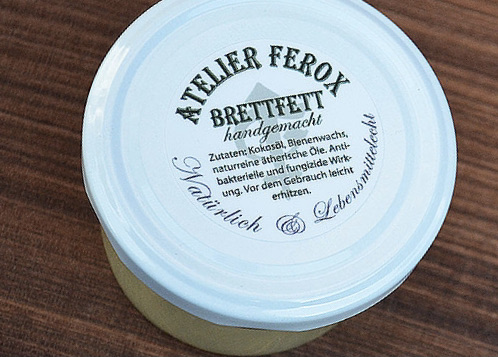 ATELIER FEROX
BRETTFETT
handgemacht
Zutaten: Kokosöl, Bienenwachs,
naturreine ätherische Öle. Anti-
bakterielle und fungizide Wirk-
ung. Vor dem Gebrauch leicht
erhitzen.
Natürlich & Lebensmittelecht